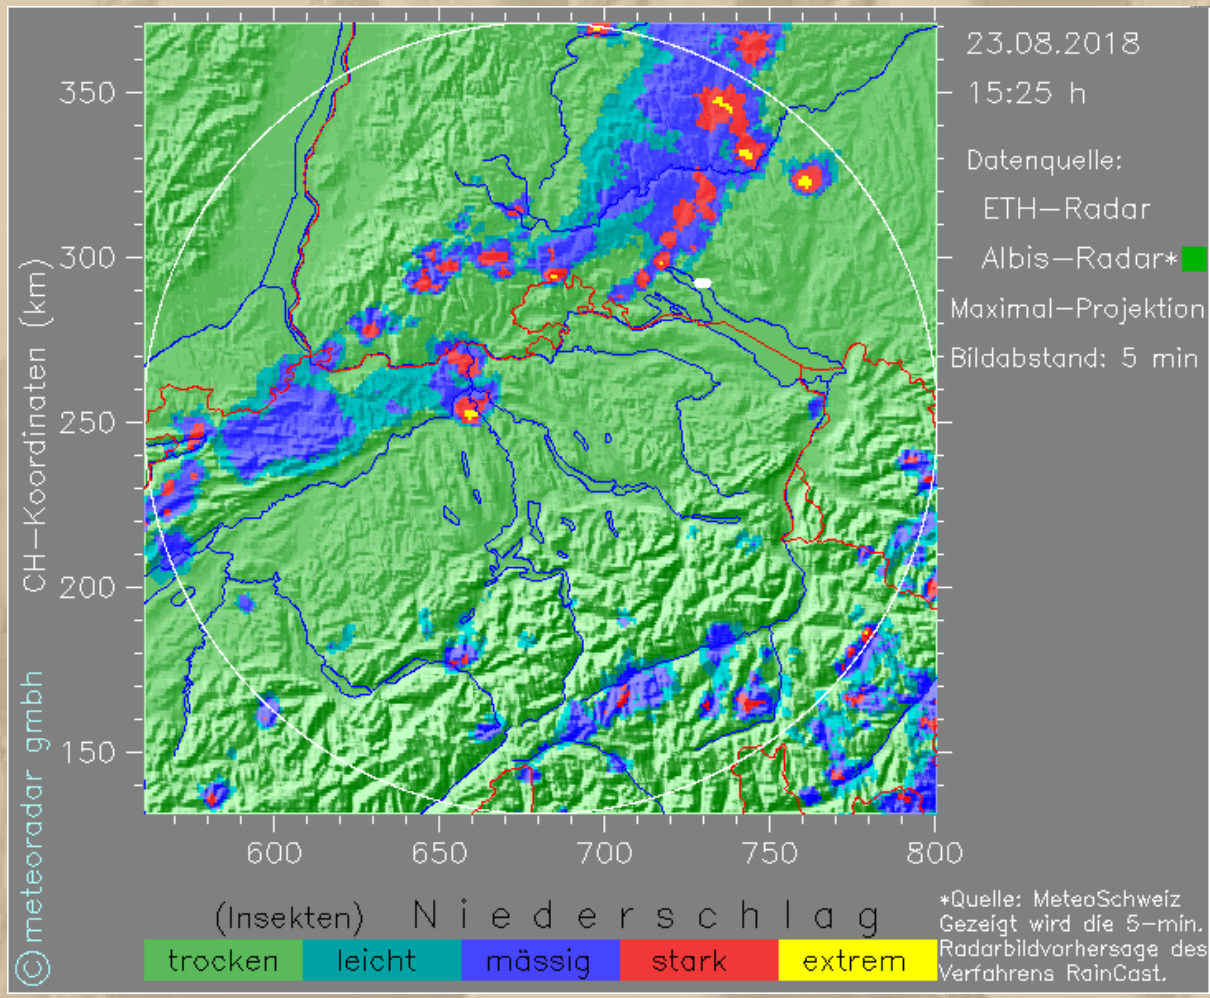 23.08.2018
15:25 h
Datenquelle:
ETH-Radar
Albis-Radar*
Maximal-Projektion
Bildabstand: 5 min
CH-Koordinaten (km)
350
300
250
200
150
600
650
700
750
800
© meteoradar gmbh
(Insekten) Niederschlag
trocken
leicht
mässig
stark
extrem
*Quelle: MeteoSchweiz
Gezeigt wird die 5-min.
Radarbildvorhersage des
Verfahrens RainCast.